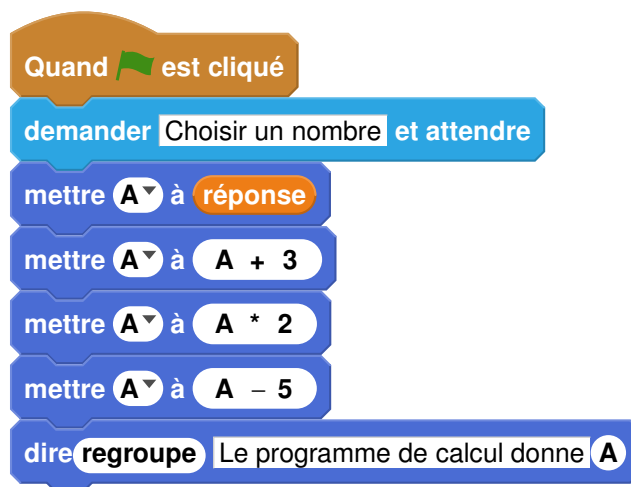 Quand est cliqué
demander Choisir un nombre et attendre
mettre A à réponse
mettre A à A + 3
mettre A à A * 2
mettre A à A − 5
dire regroupe Le programme de calcul donne A